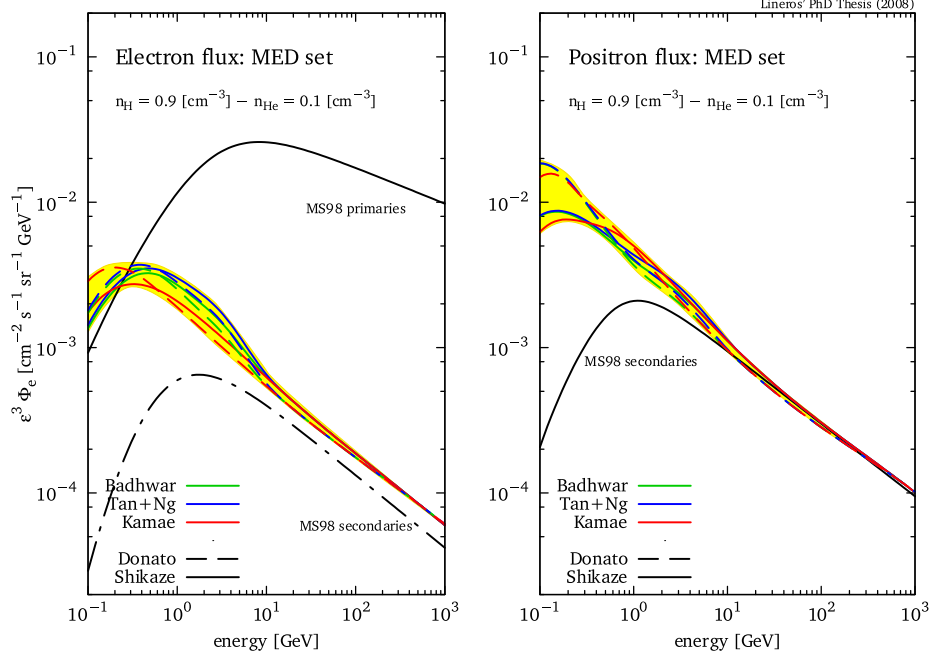 Lineros' PhD Thesis (2008)
Electron flux: MED set
n_H = 0.9 [cm^−3] − n_He = 0.1 [cm^−3]
MS98 primaries
MS98 secondaries
10^−1
10^−2
10^−3
10^−4
ε^3 Φ_e [cm^−2 s^−1 sr^−1 GeV^−1]
Badhwar
Tan+Ng
Kamae
Donato
Shikaze
10^−1 10^0 10^1 10^2 10^3
energy [GeV]
Positron flux: MED set
n_H = 0.9 [cm^−3] − n_He = 0.1 [cm^−3]
MS98 secondaries
10^−1
10^−2
10^−3
10^−4
Badhwar
Tan+Ng
Kamae
Donato
Shikaze
10^−1 10^0 10^1 10^2 10^3
energy [GeV]